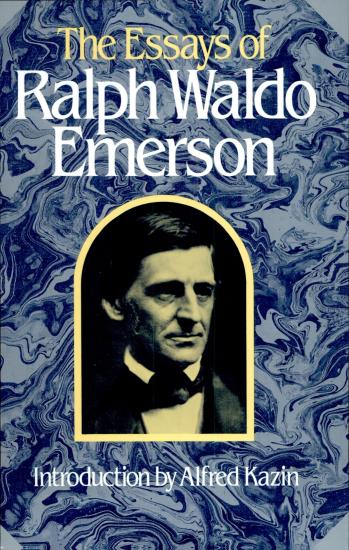 The Essays of
Ralph Waldo
Emerson
Introduction by Alfred Kazin